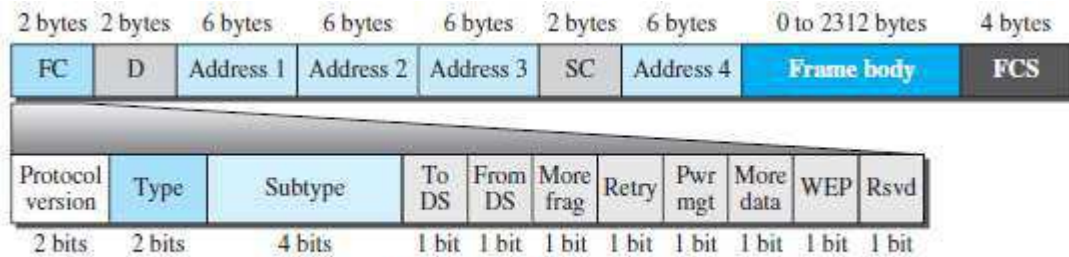 2 bytes 2 bytes 6 bytes 6 bytes 6 bytes 2 bytes 6 bytes 0 to 2312 bytes 4 bytes
FC D Address 1 Address 2 Address 3 SC Address 4 Frame body FCS
Protocol version Type Subtype To DS From DS More frag Retry Pwr mgt More data WEP Rsvd
2 bits 2 bits 4 bits 1 bit 1 bit 1 bit 1 bit 1 bit 1 bit 1 bit 1 bit